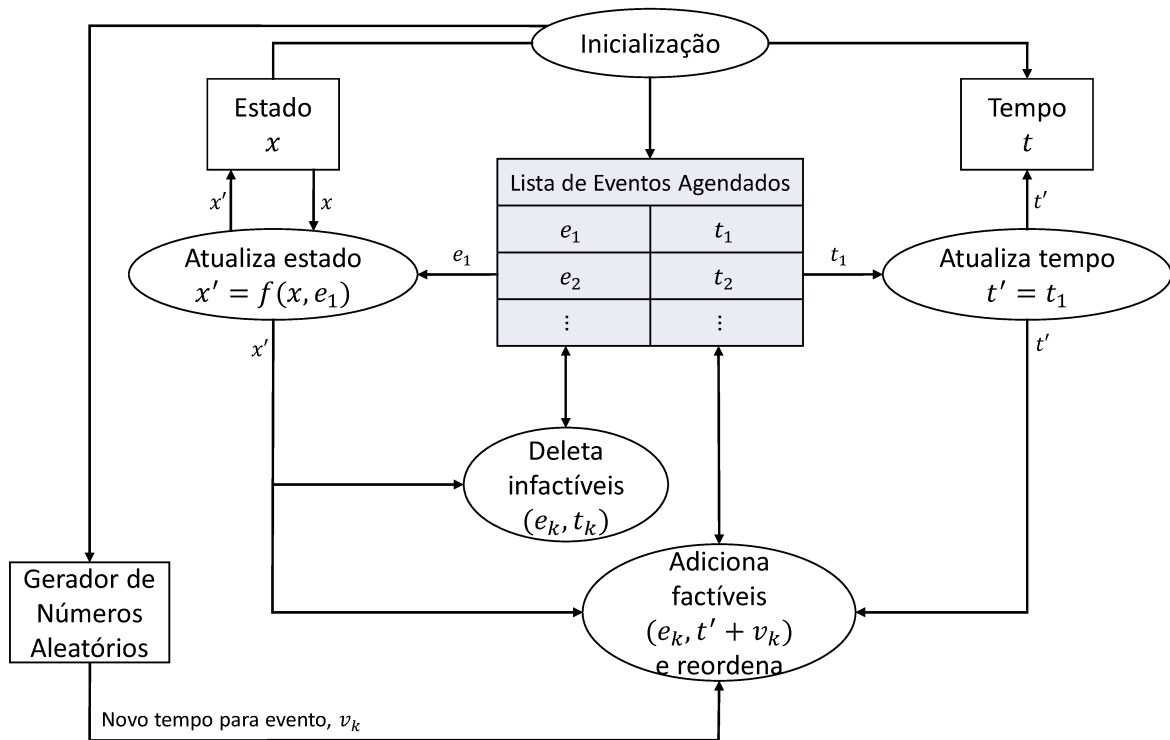 Inicialização
Estado
x
Tempo
t
Lista de Eventos Agendados
e₁ t₁
e₂ t₂
⋮ ⋮
x′
x
t′
Atualiza estado
x′ = f(x, e₁)
e₁
t₁
Atualiza tempo
t′ = t₁
x′
t′
Deleta
infactíveis
(eₖ, tₖ)
Gerador de
Números
Aleatórios
Adiciona
factíveis
(eₖ, t′ + vₖ)
e reordena
Novo tempo para evento, vₖ